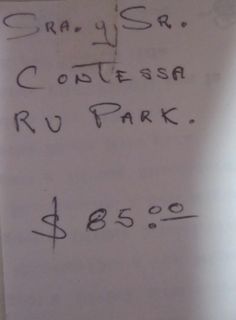 SRA. y SR.
CONTESSA
RV PARK.
$ 85.00